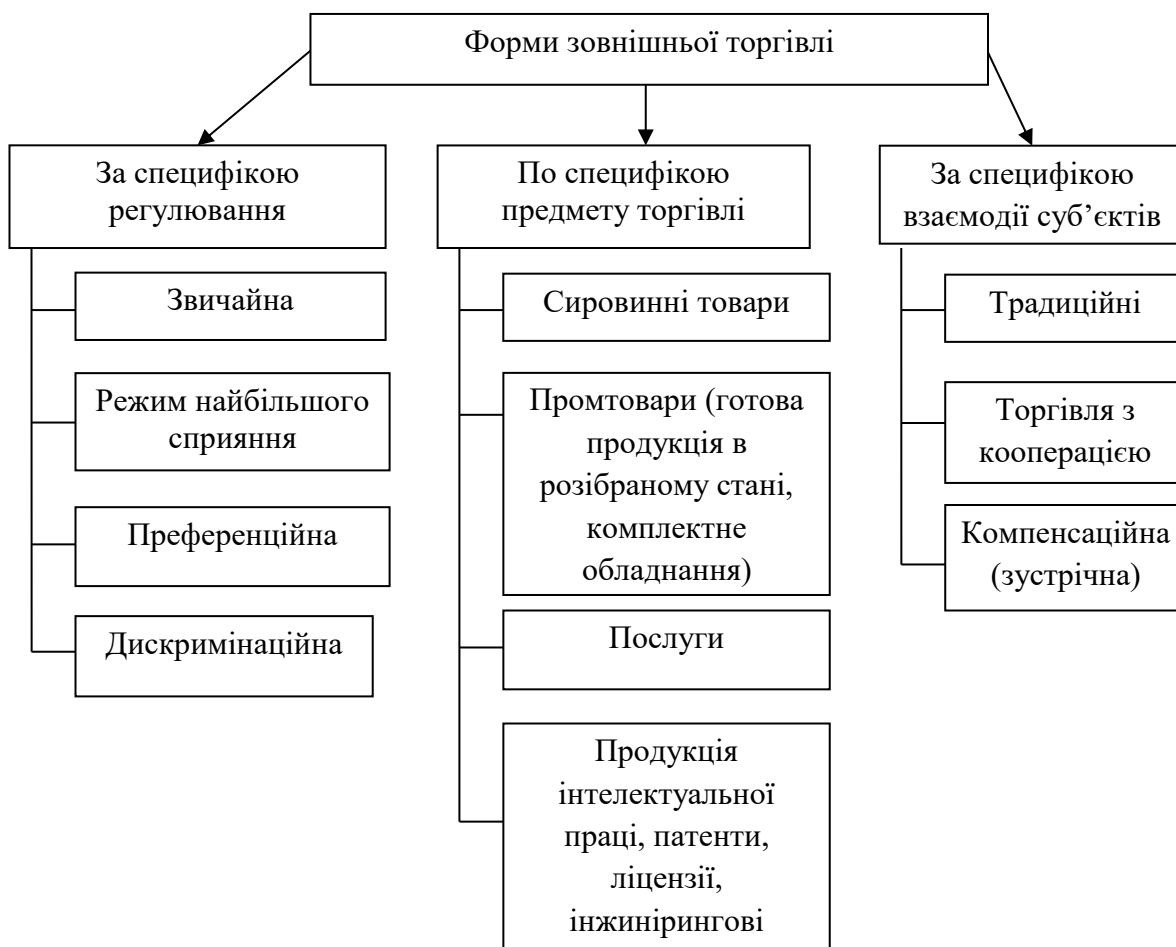 Форми зовнішньої торгівлі
За специфікою
регулювання
Звичайна
Режим найбільшого
сприяння
Преференційна
Дискримінаційна
По специфікою
предмету торгівлі
Сировинні товари
Промтовари (готова
продукція в
розібраному стані,
комплектне
обладнання)
Послуги
Продукція
інтелектуальної
праці, патенти,
ліцензії,
інжинірингові
За специфікою
взаємодії суб’єктів
Традиційні
Торгівля з
кооперацією
Компенсаційна
(зустрічна)